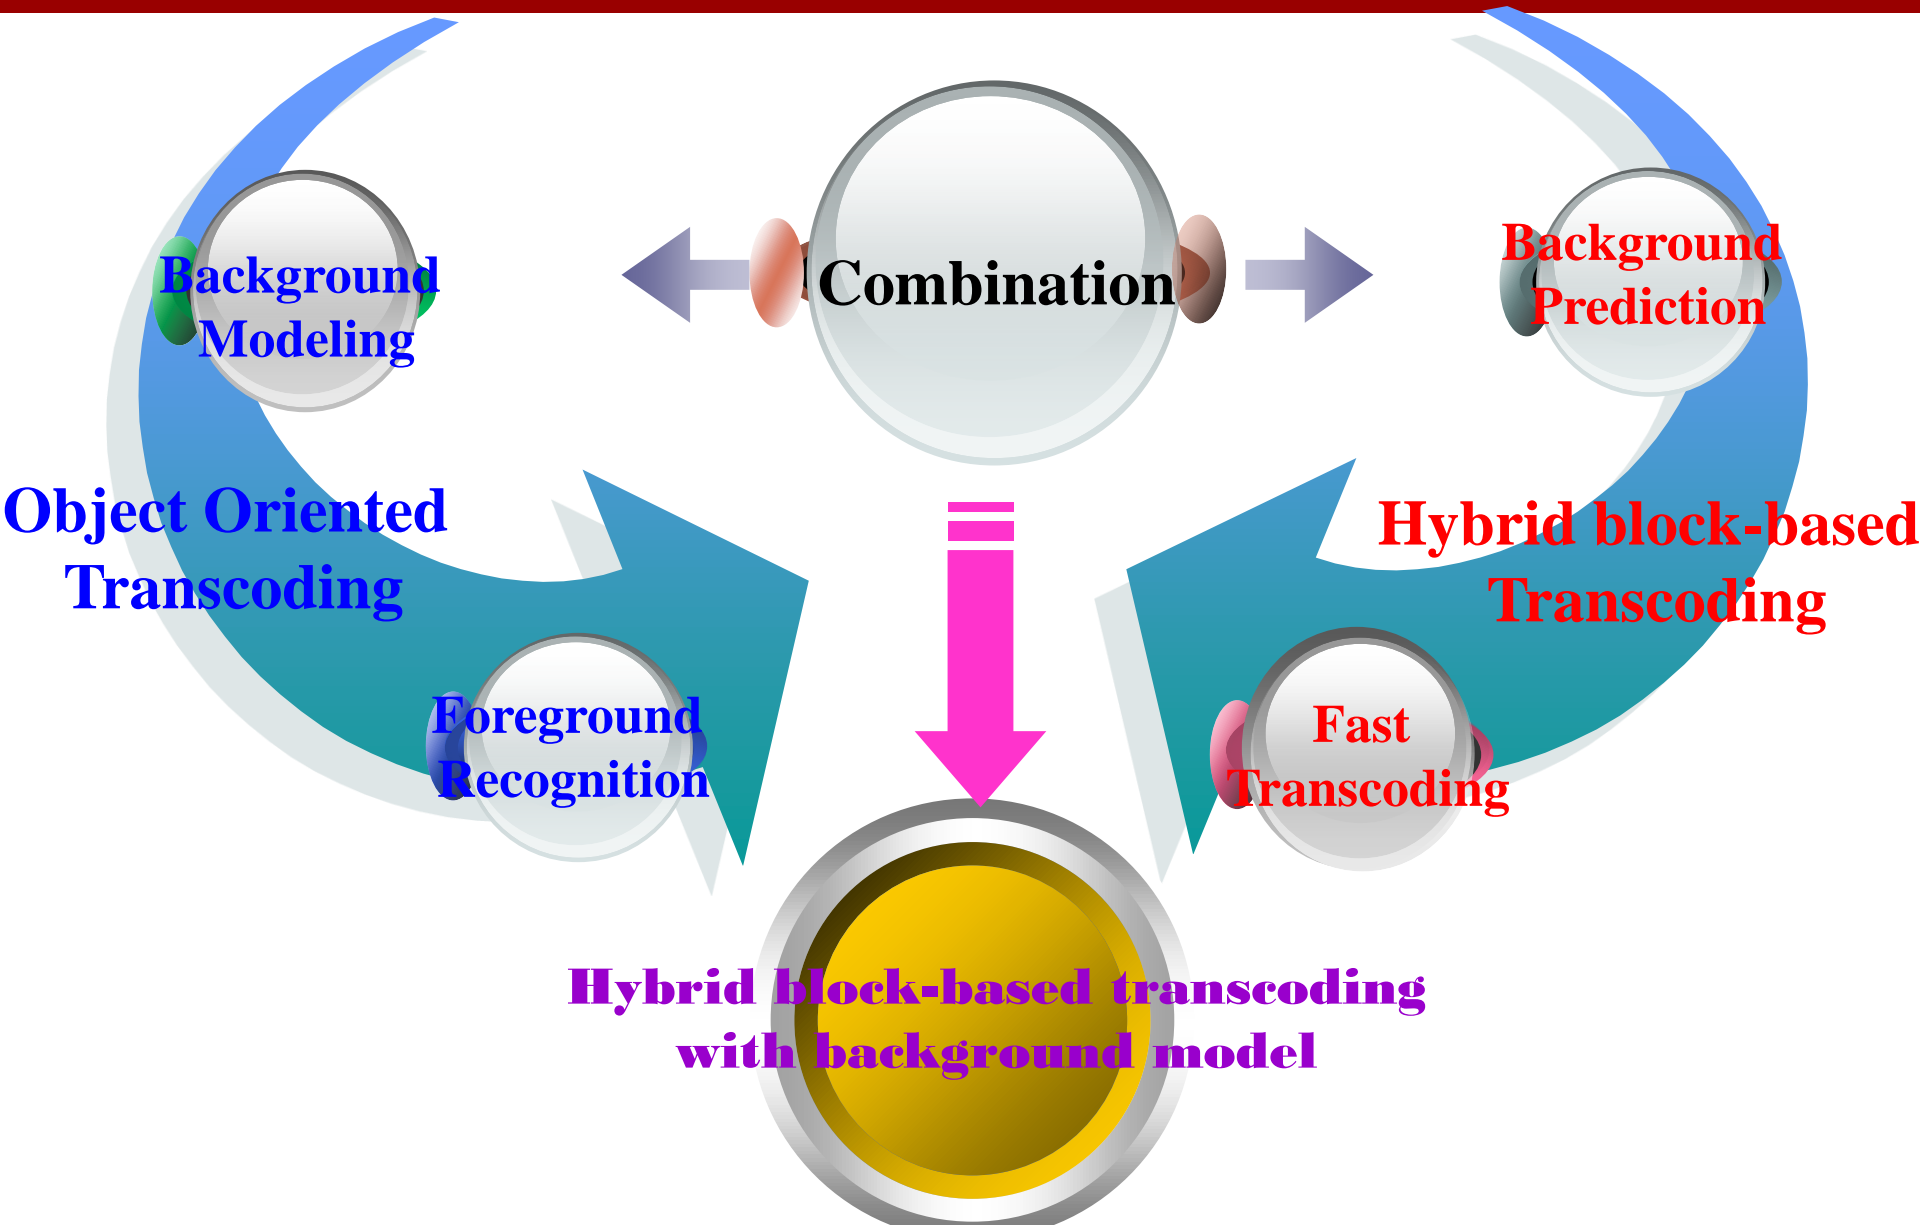 Background
Modeling
Combination
Background
Prediction
Object Oriented
Transcoding
Hybrid block-based
Transcoding
Foreground
Recognition
Fast
Transcoding
Hybrid block-based transcoding
with background model